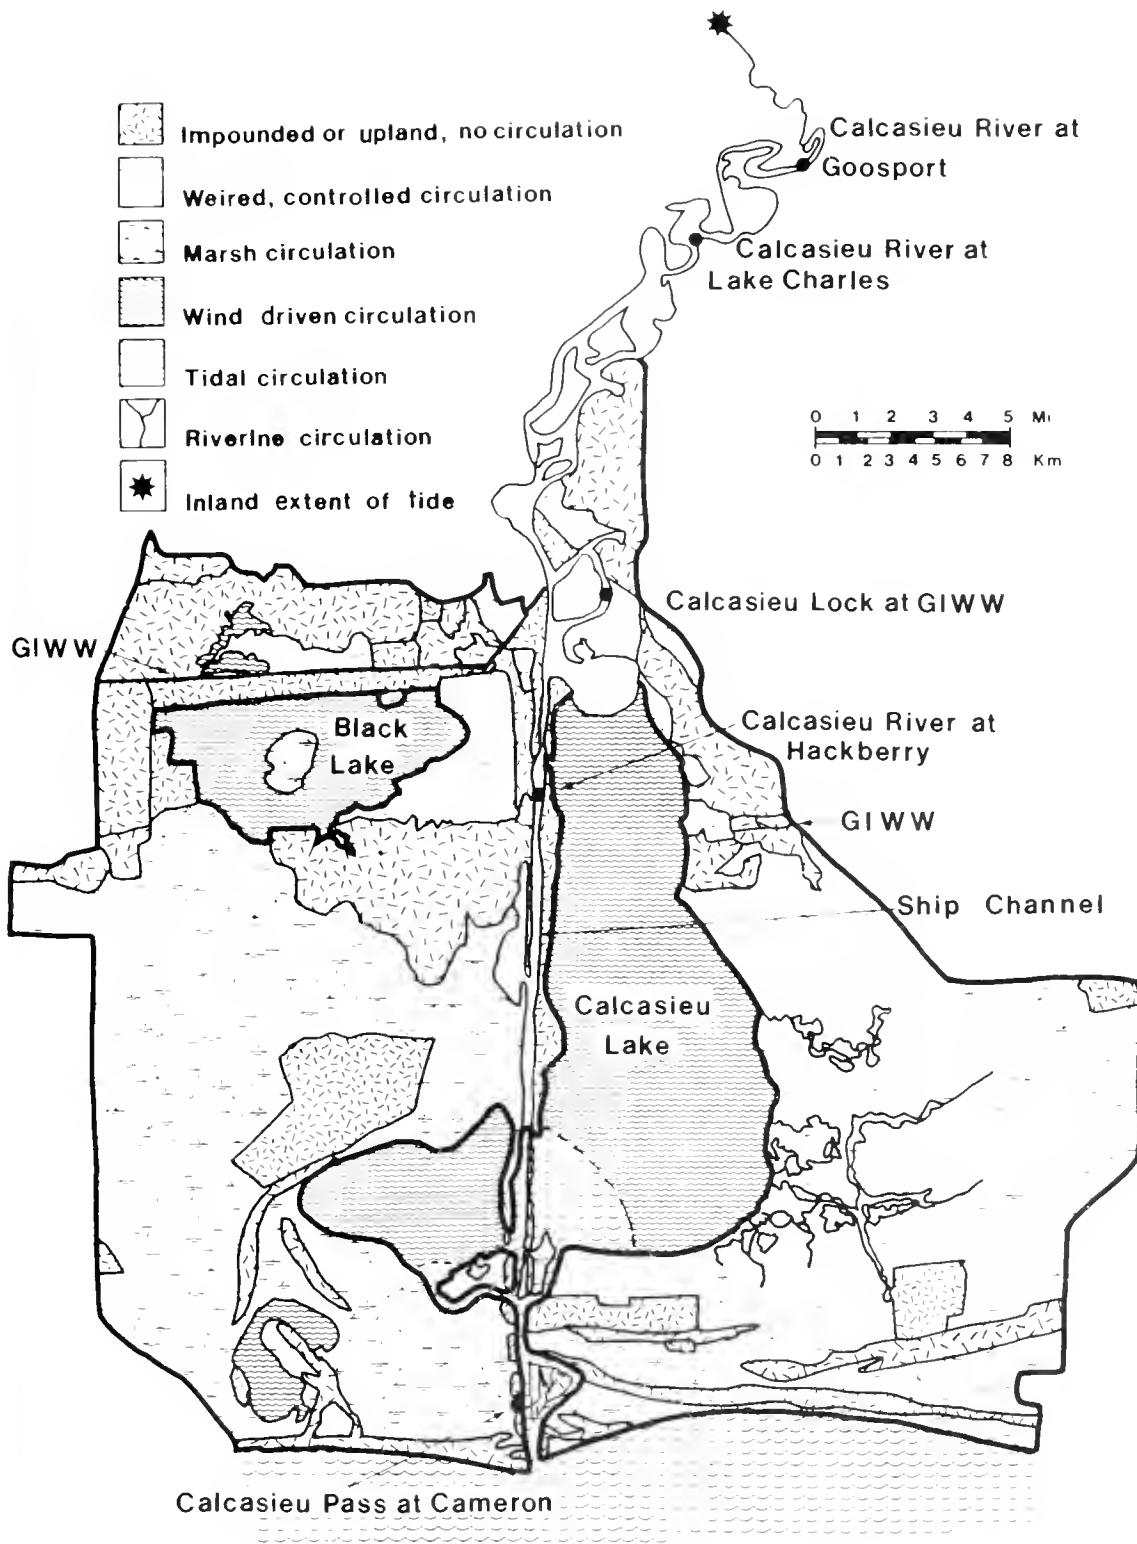 Impounded or upland, no circulation
Weired, controlled circulation
Marsh circulation
Wind driven circulation
Tidal circulation
Riverine circulation
Inland extent of tide
Calcasieu River at
Goosport
Calcasieu River at
Lake Charles
0 1 2 3 4 5 Mi
0 1 2 3 4 5 6 7 8 Km
Calcasieu Lock at GIWW
GIWW
Black
Lake
Calcasieu River at
Hackberry
GIWW
Ship Channel
Calcasieu
Lake
Calcasieu Pass at Cameron